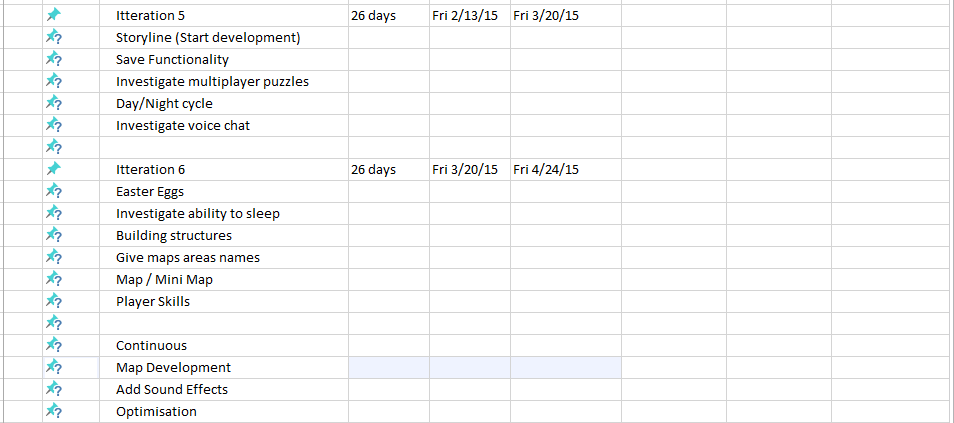 Itteration 5 26 days Fri 2/13/15 Fri 3/20/15
Storyline (Start development)
Save Functionality
Investigate multiplayer puzzles
Day/Night cycle
Investigate voice chat
Itteration 6 26 days Fri 3/20/15 Fri 4/24/15
Easter Eggs
Investigate ability to sleep
Building structures
Give maps areas names
Map / Mini Map
Player Skills
Continuous
Map Development
Add Sound Effects
Optimisation